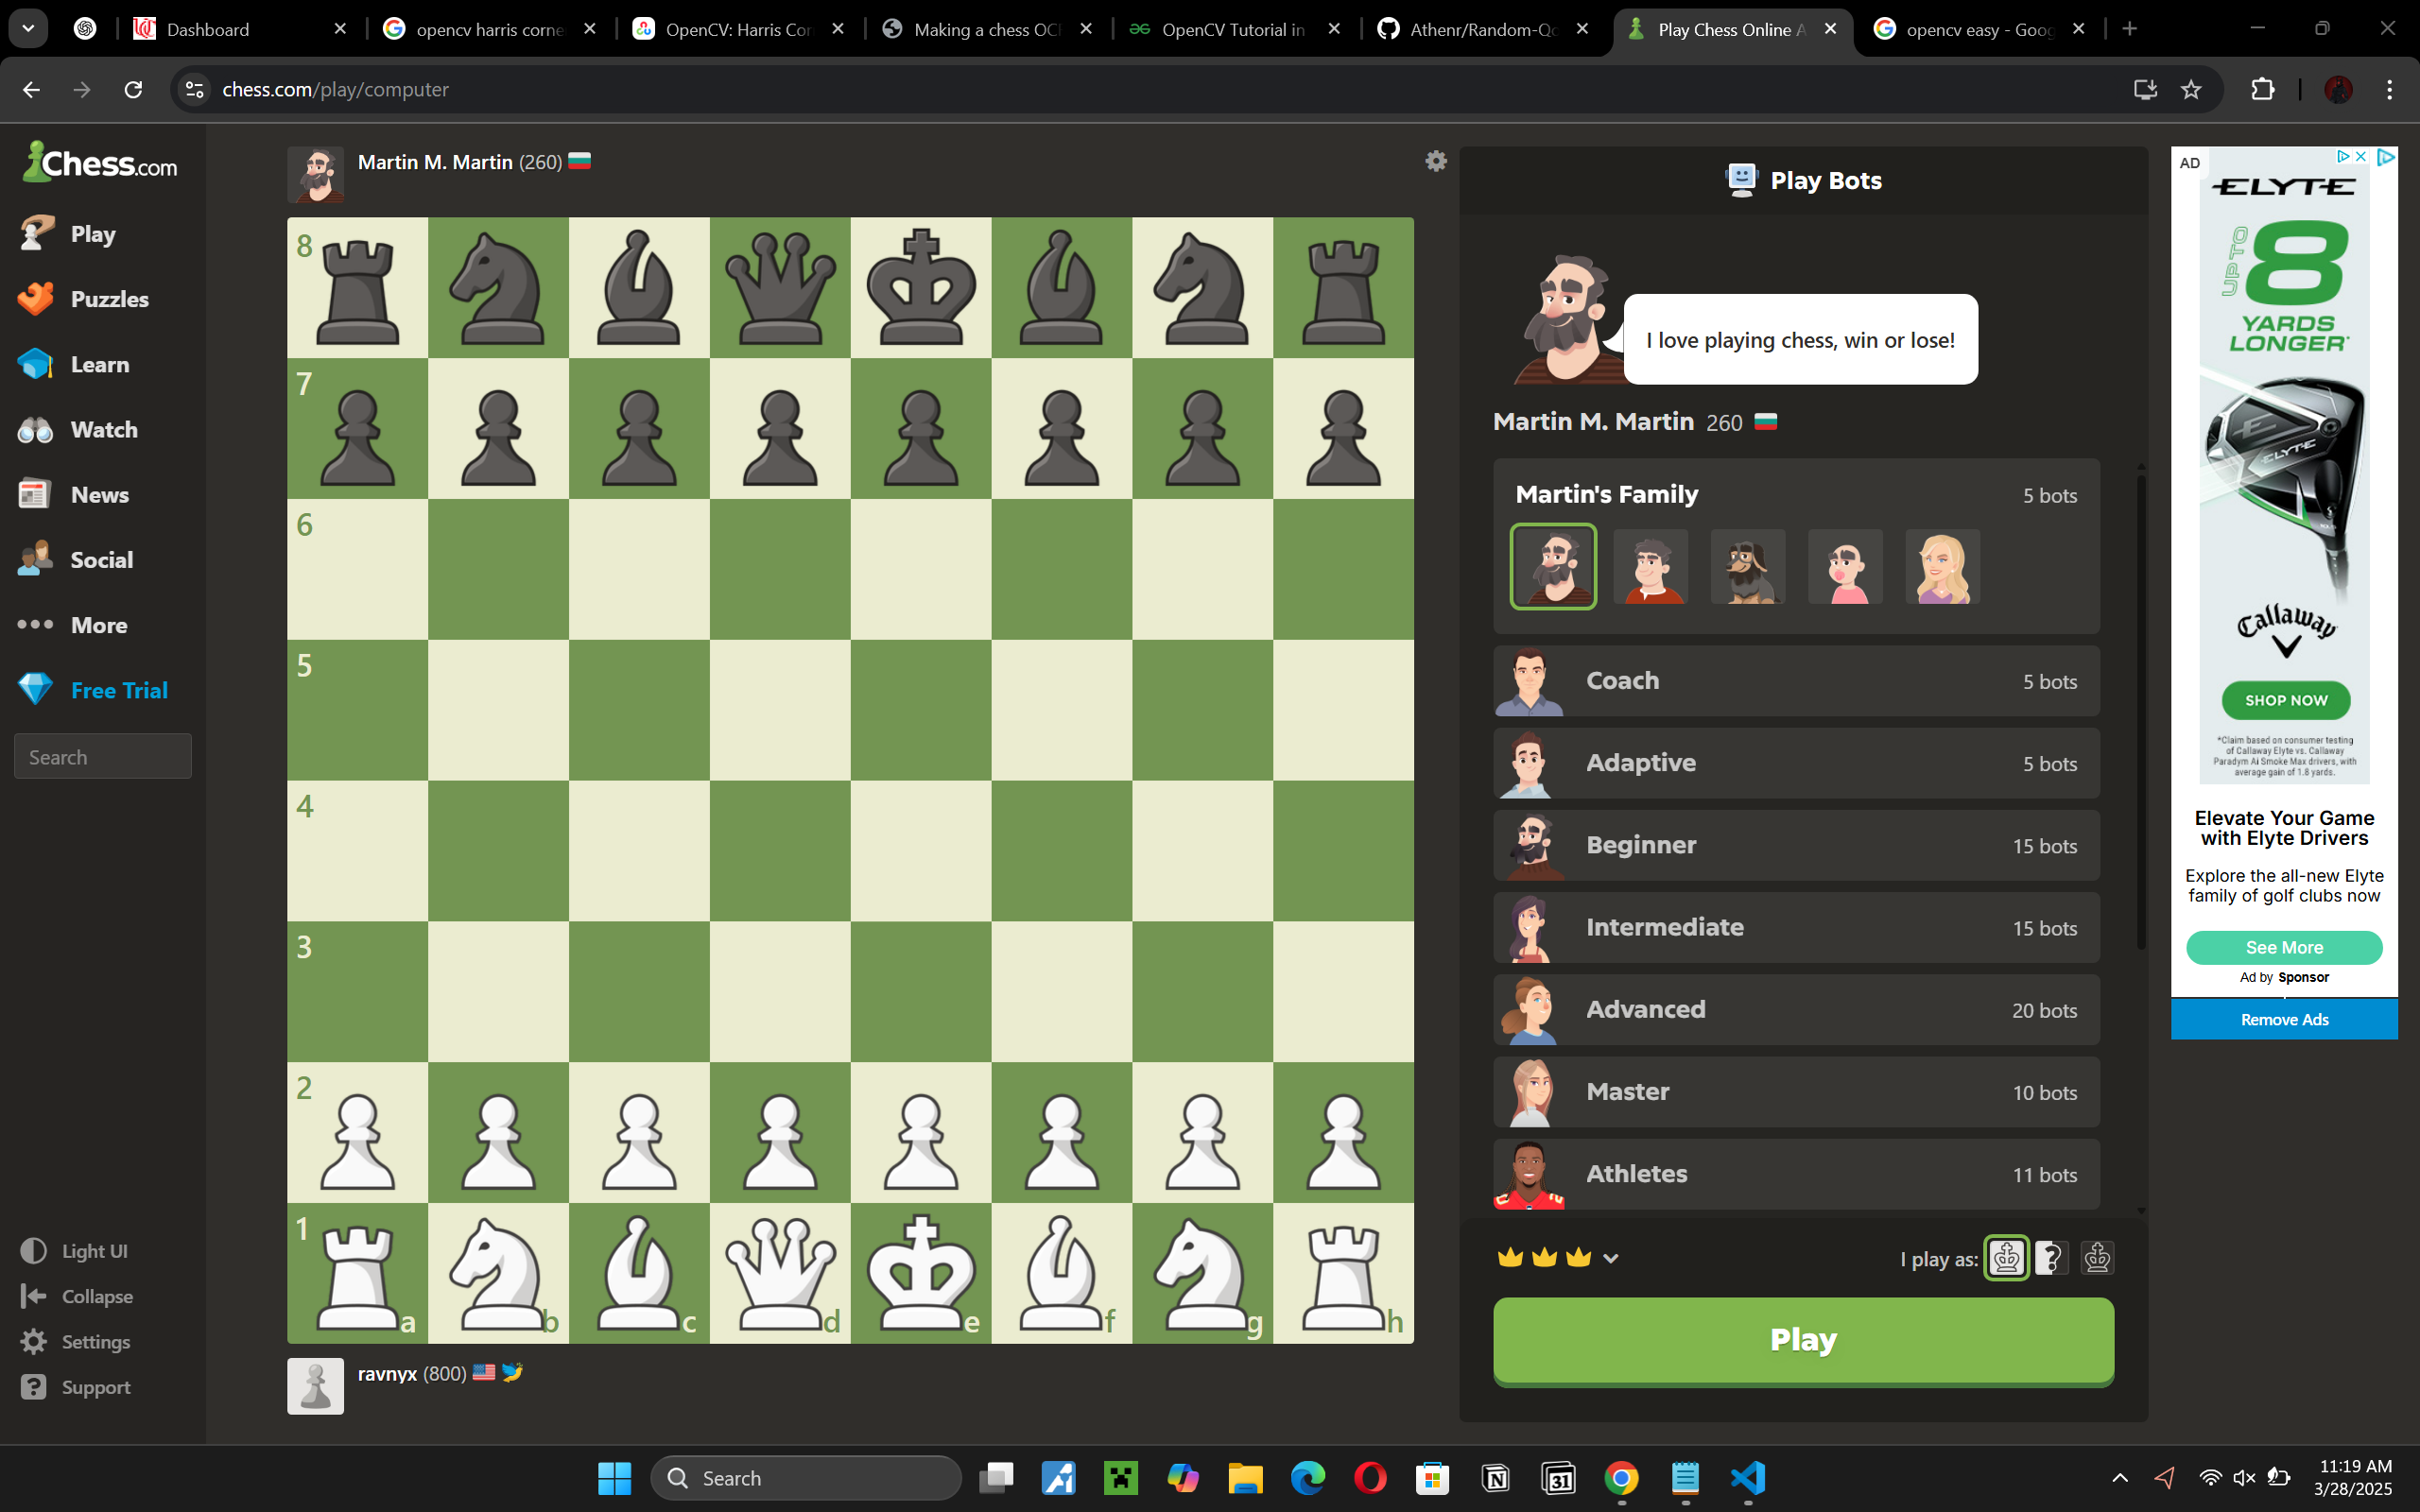 Dashboard
opencv harris corne
OpenCV: Harris Cor
Making a chess OC
OpenCV Tutorial in
Athenr/Random-Qo
Play Chess Online A
opencv easy - Goog
chess.com/play/computer
Chess.com
Play
Puzzles
Learn
Watch
News
Social
More
Free Trial
Search
Light UI
Collapse
Settings
Support
Martin M. Martin (260)
8
7
6
5
4
3
2
1
a b c d e f g h
ravnyx (800)
Play Bots
I love playing chess, win or lose!
Martin M. Martin 260
Martin's Family 5 bots
Coach 5 bots
Adaptive 5 bots
Beginner 15 bots
Intermediate 15 bots
Advanced 20 bots
Master 10 bots
Athletes 11 bots
I play as: ?
Play
AD
ELYTE
UP TO
8
YARDS
LONGER*
ELYTE
Callaway
SHOP NOW
*Claim based on consumer testing
of Callaway Elyte vs. Callaway
Paradym Ai Smoke Max drivers, with
average gain of 1.8 yards.
Elevate Your Game
with Elyte Drivers
Explore the all-new Elyte
family of golf clubs now
See More
Ad by Sponsor
Remove Ads
Search
31
11:19 AM
3/28/2025